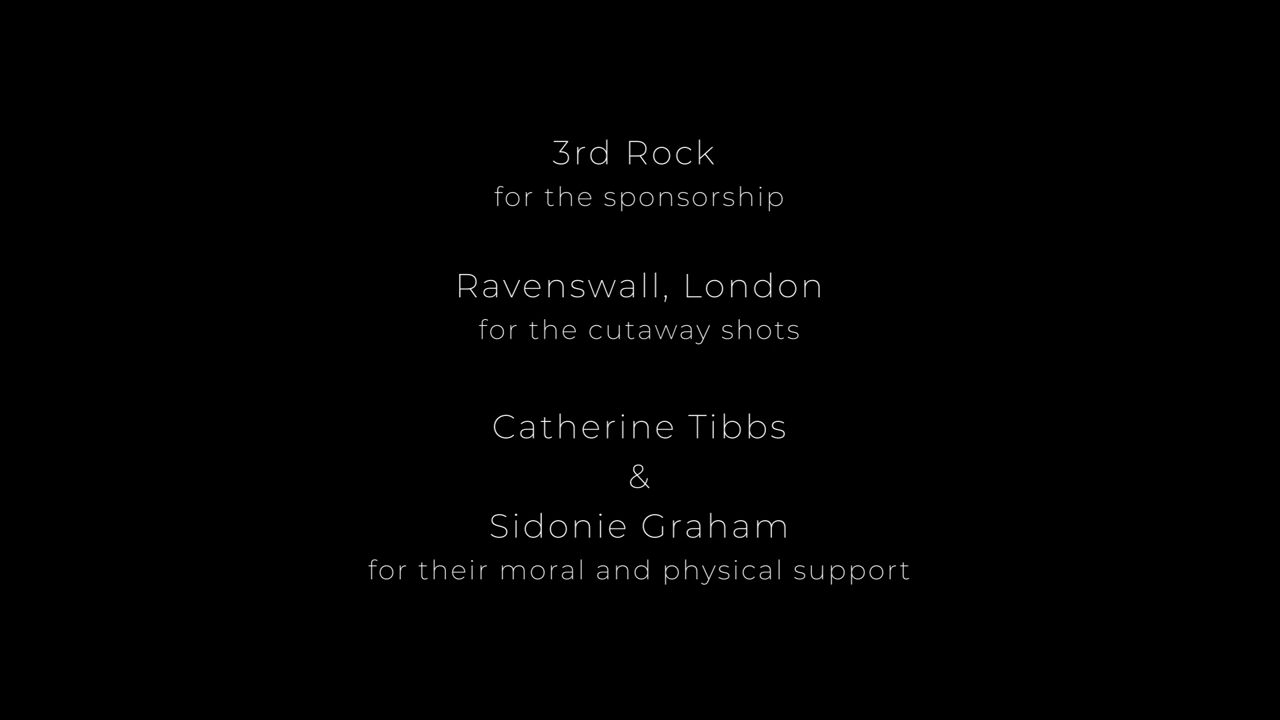 3rd Rock
for the sponsorship
Ravenswall, London
for the cutaway shots
Catherine Tibbs
&
Sidonie Graham
for their moral and physical support